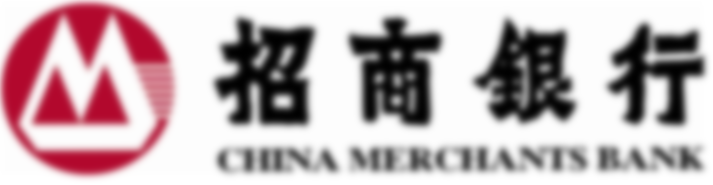 招商银行
CHINA MERCHANTS BANK